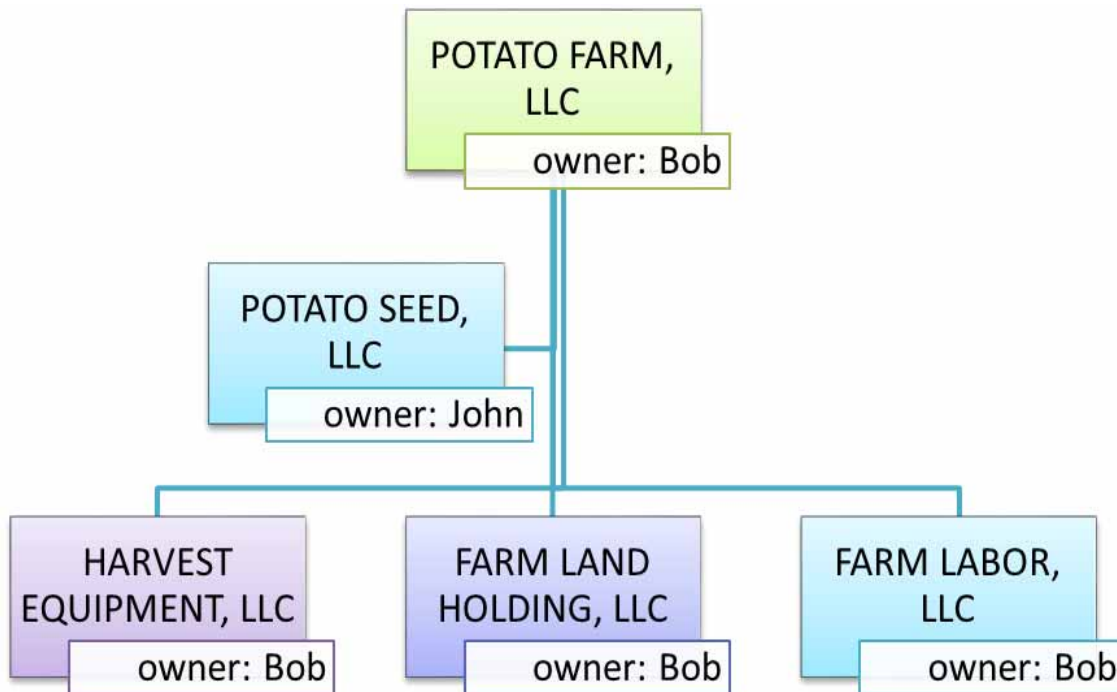 POTATO FARM,
LLC
owner: Bob
POTATO SEED,
LLC
owner: John
HARVEST
EQUIPMENT, LLC
owner: Bob
FARM LAND
HOLDING, LLC
owner: Bob
FARM LABOR,
LLC
owner: Bob